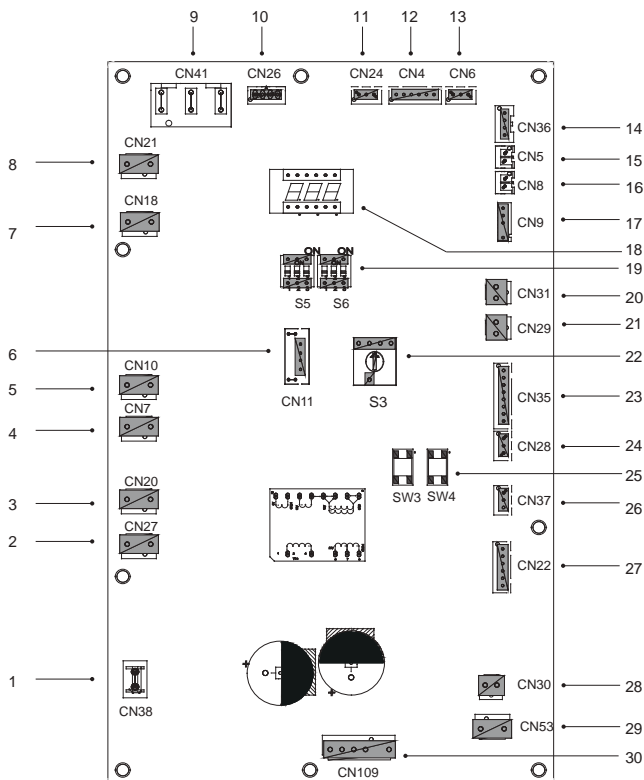 9 10 11 12 13
CN41 CN26 CN24 CN4 CN6
CN36 14
CN21 CN5 15
8 CN8 16
CN18 CN9 17
7
18
ON ON 19
S5 S6 CN31 20
CN29 21
6 22
CN10 CN11 S3 CN35 23
5
CN7
4 CN28 24
25
CN20 SW3 SW4 CN37 26
3
CN27
2 CN22 27
1 CN30 28
CN38 CN53 29
30
CN109